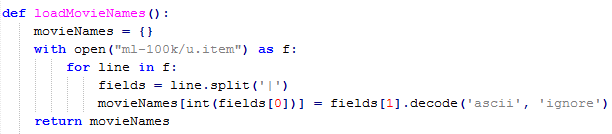 def loadMovieNames():
    movieNames = {}
    with open("ml-100k/u.item") as f:
        for line in f:
            fields = line.split('|')
            movieNames[int(fields[0])] = fields[1].decode('ascii', 'ignore')
    return movieNames